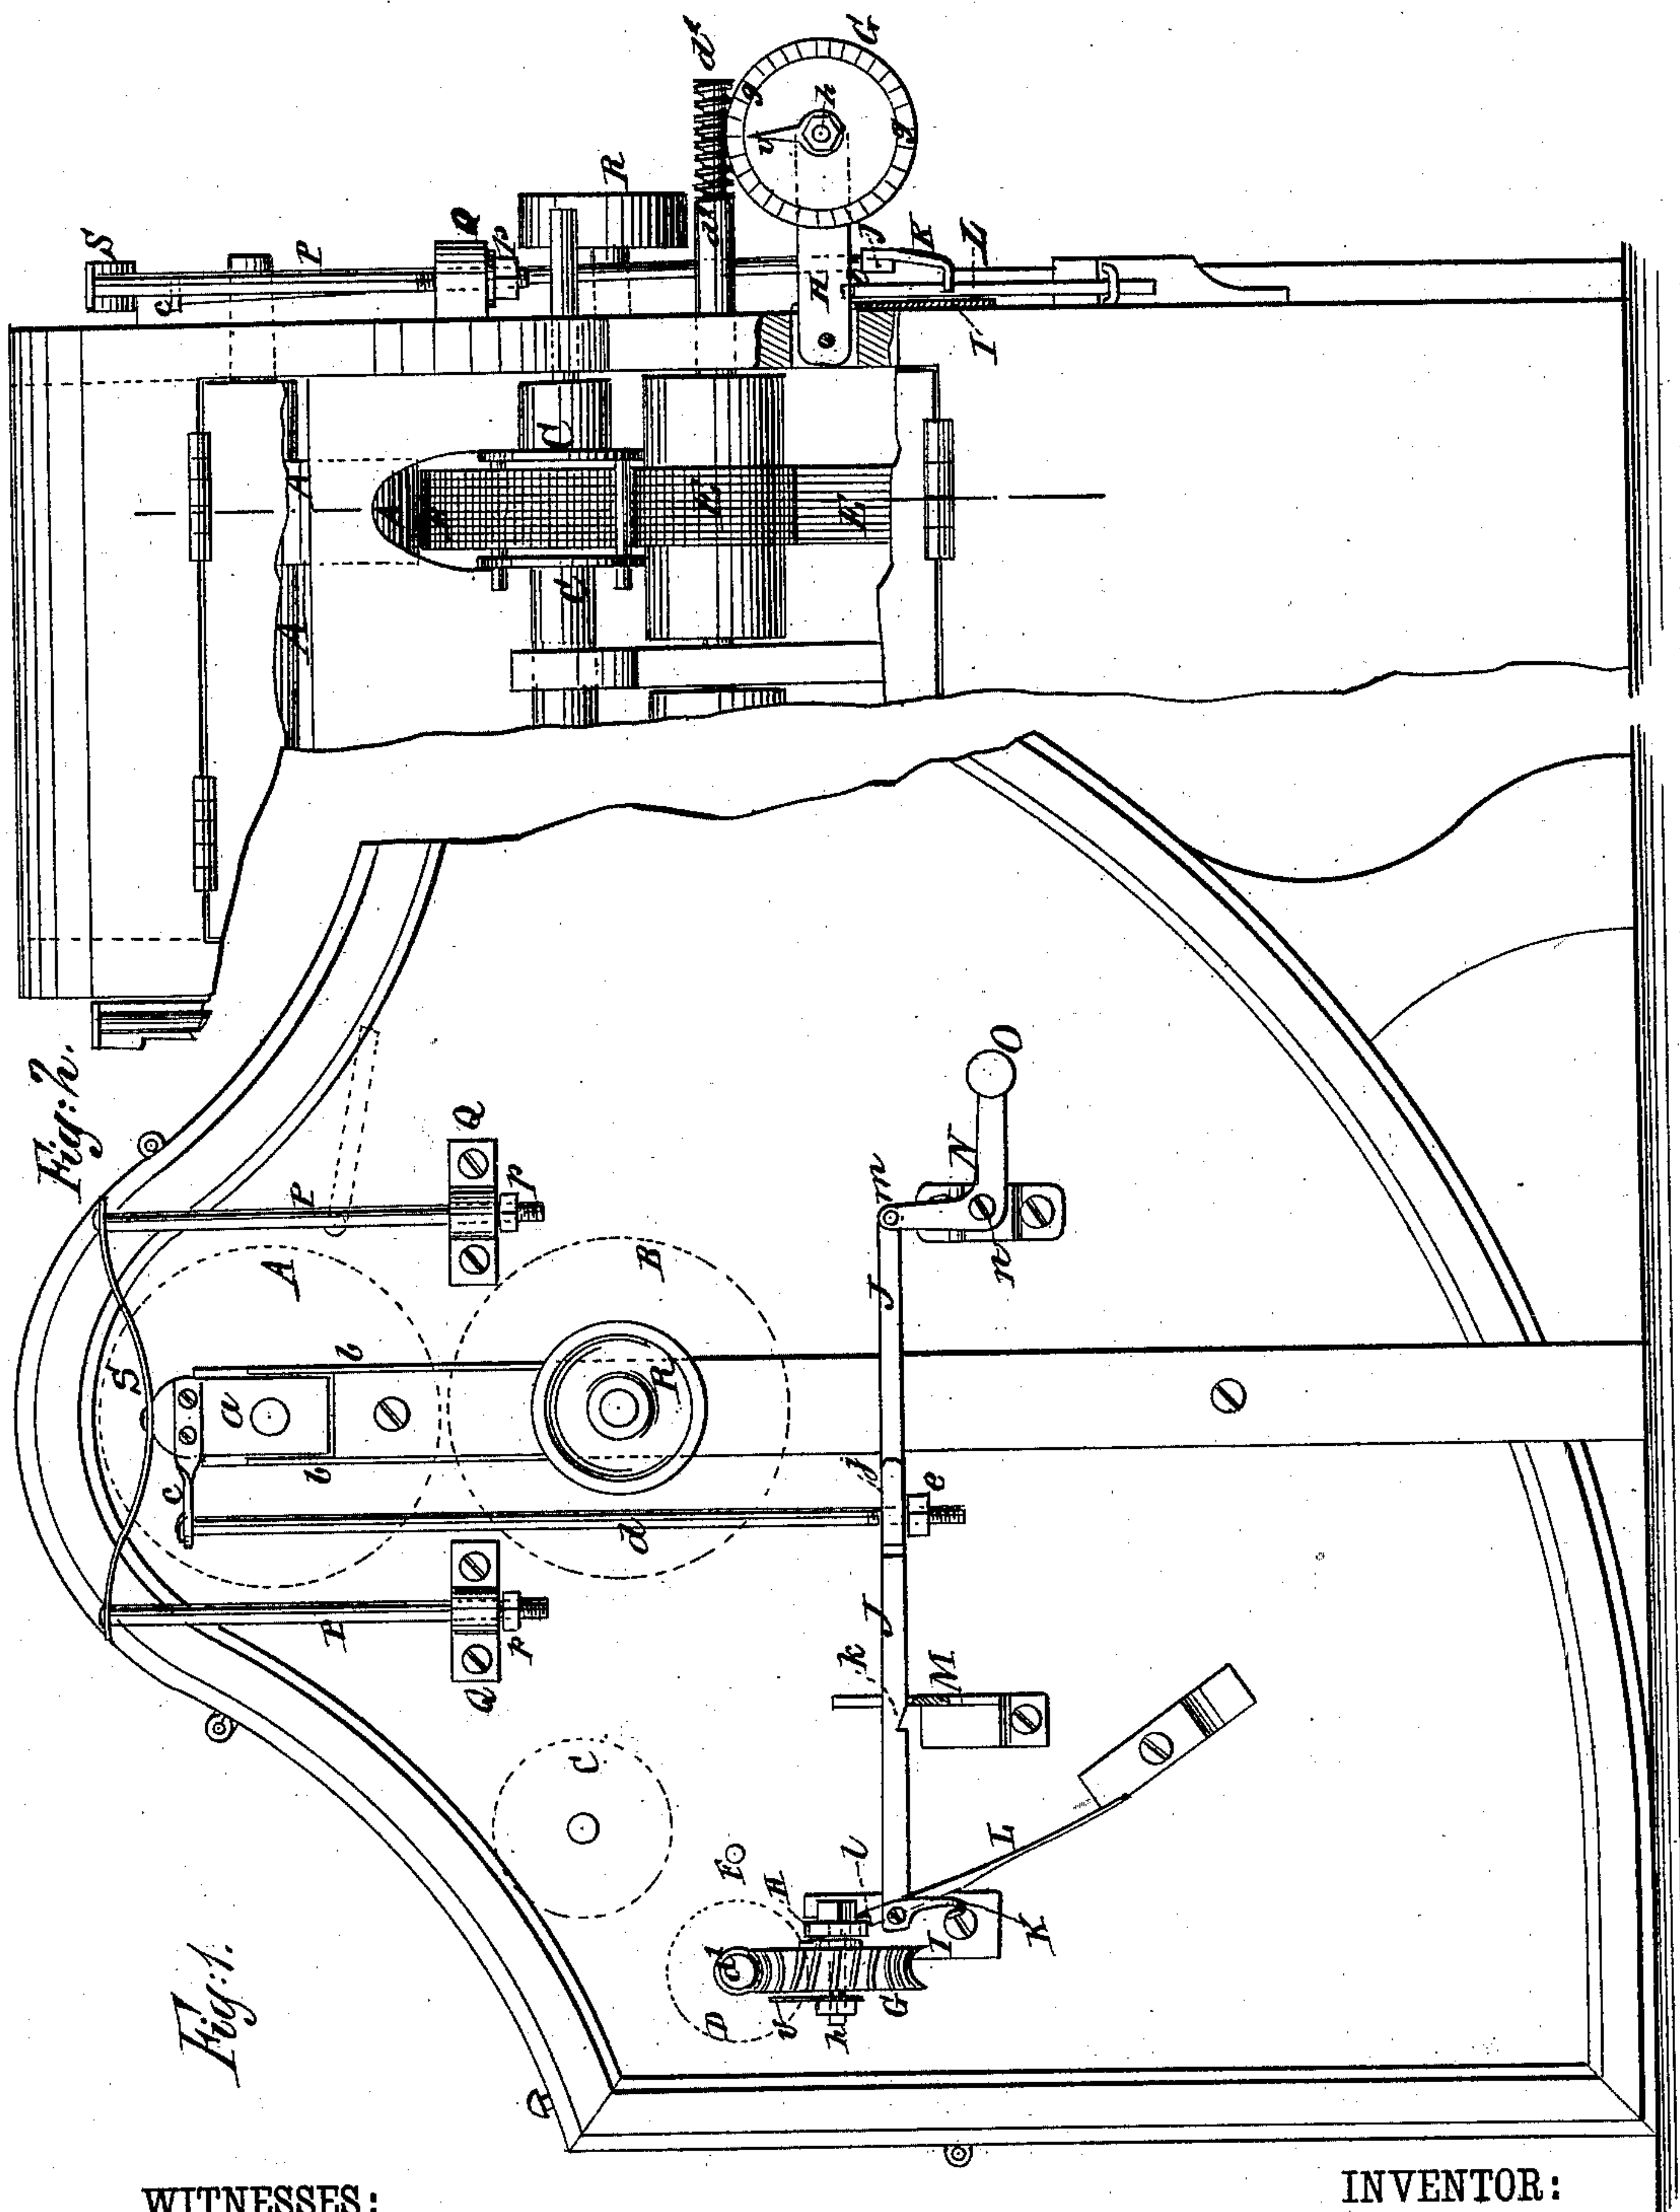 Fig: 2.
S
c
P
Q
p
R
d'
G
g
v
h
g
H
J
K
L
I
C
A
A
A
C
E
E
Fig: 1.
S
A
P
Q
p
B
a
b
b
c
R
d
P
Q
p
C
j
e
J
J
m
N
O
n
k
M
F
H
l
L
I
K
D
d'
v
h
G
WITNESSES:
INVENTOR: